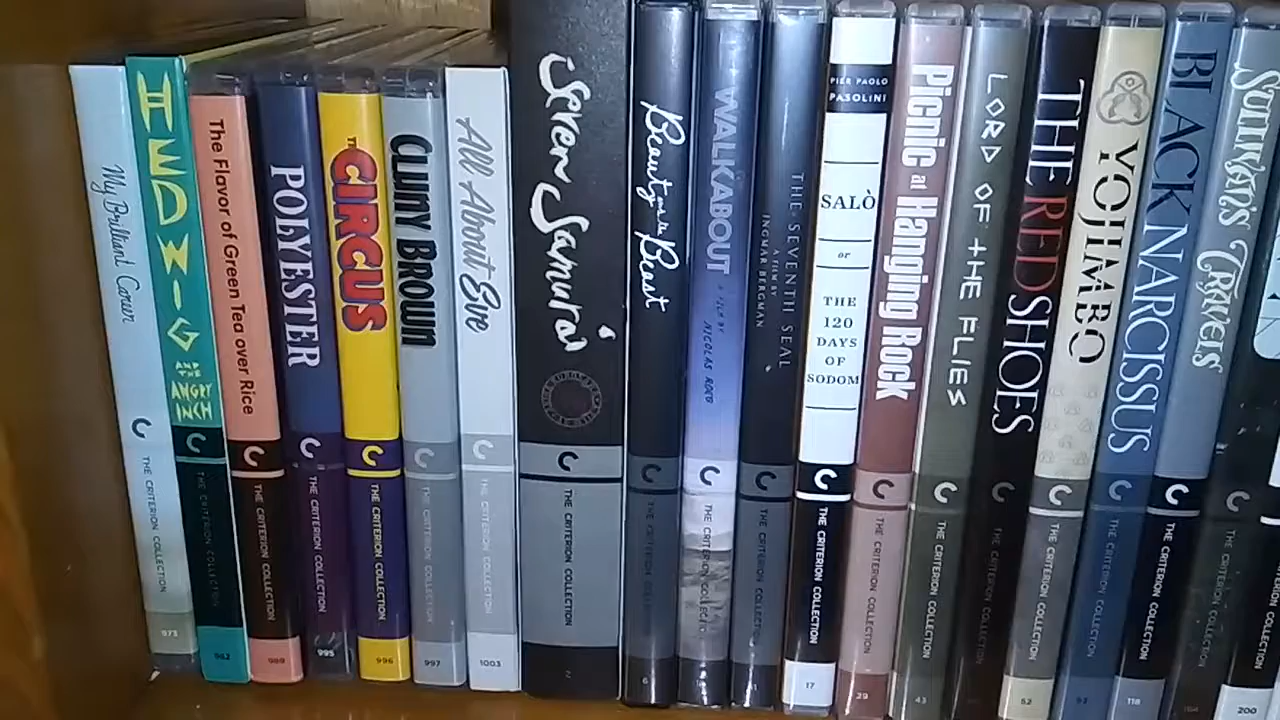 My Brilliant Career
THE CRITERION COLLECTION
973
HEDWIG
AND THE
ANGRY
INCH
THE CRITERION COLLECTION
982
The Flavor of Green Tea over Rice
THE CRITERION COLLECTION
989
POLYESTER
THE CRITERION COLLECTION
995
THE CIRCUS
THE CRITERION COLLECTION
996
CLUNY BROWN
THE CRITERION COLLECTION
997
All About Eve
THE CRITERION COLLECTION
1003
Seven Samurai
THE CRITERION COLLECTION
2
Beauty and the Beast
THE CRITERION COLLECTION
6
WALKABOUT
A FILM BY
NICOLAS ROEG
THE CRITERION COLLECTION
THE SEVENTH SEAL
A FILM BY
INGMAR BERGMAN
THE CRITERION COLLECTION
PIER PAOLO
PASOLINI
SALÒ
or
THE
120
DAYS
OF
SODOM
THE CRITERION COLLECTION
17
Picnic at Hanging Rock
THE CRITERION COLLECTION
29
LORD OF THE FLIES
THE CRITERION COLLECTION
43
THE RED SHOES
YOJIMBO
THE CRITERION COLLECTION
52
BLACK NARCISSUS
THE CRITERION COLLECTION
93
Sullivan's Travels
THE CRITERION COLLECTION
118
THE CRITERION COLLECTION
CRITERION COLLECTION
200